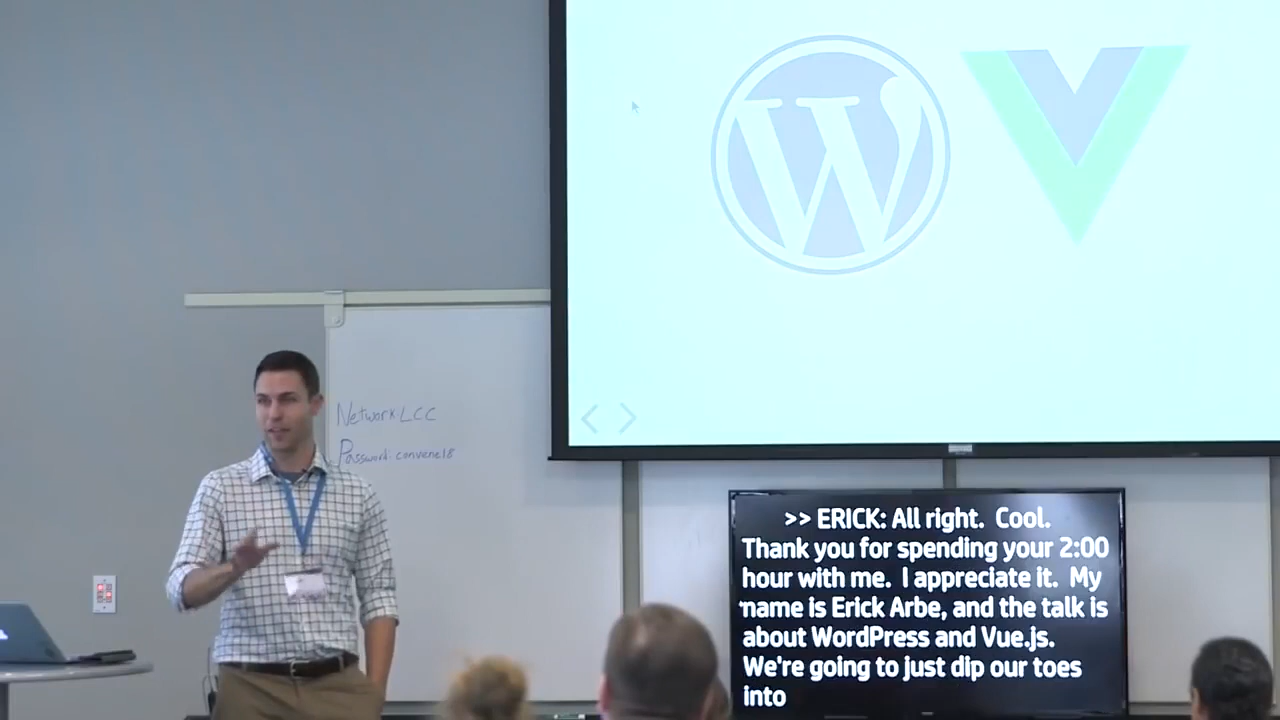 Network LCC
Password: convene18
>> ERICK: All right. Cool.
Thank you for spending your 2:00
hour with me. I appreciate it. My
name is Erick Arbe, and the talk is
about WordPress and Vue.js.
We're going to just dip our toes
into